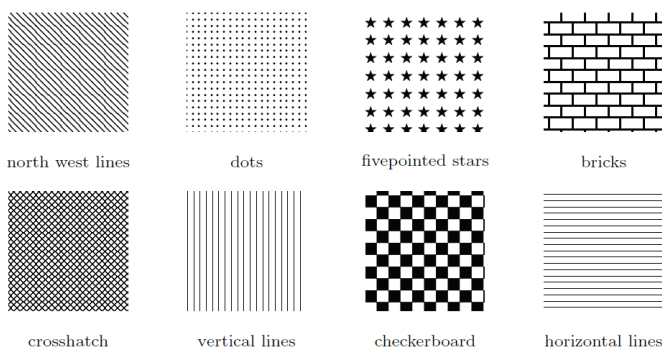 north west lines
dots
fivepointed stars
bricks
crosshatch
vertical lines
checkerboard
horizontal lines